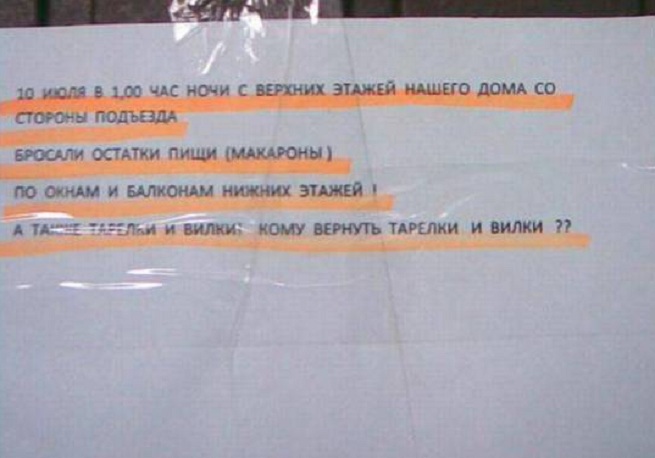 10 ИЮЛЯ В 1,00 ЧАС НОЧИ С ВЕРХНИХ ЭТАЖЕЙ НАШЕГО ДОМА СО
СТОРОНЫ ПОДЪЕЗДА
БРОСАЛИ ОСТАТКИ ПИЩИ (МАКАРОНЫ)
ПО ОКНАМ И БАЛКОНАМ НИЖНИХ ЭТАЖЕЙ !
А ТАКЖЕ ТАРЕЛКИ И ВИЛКИ! КОМУ ВЕРНУТЬ ТАРЕЛКИ И ВИЛКИ ??